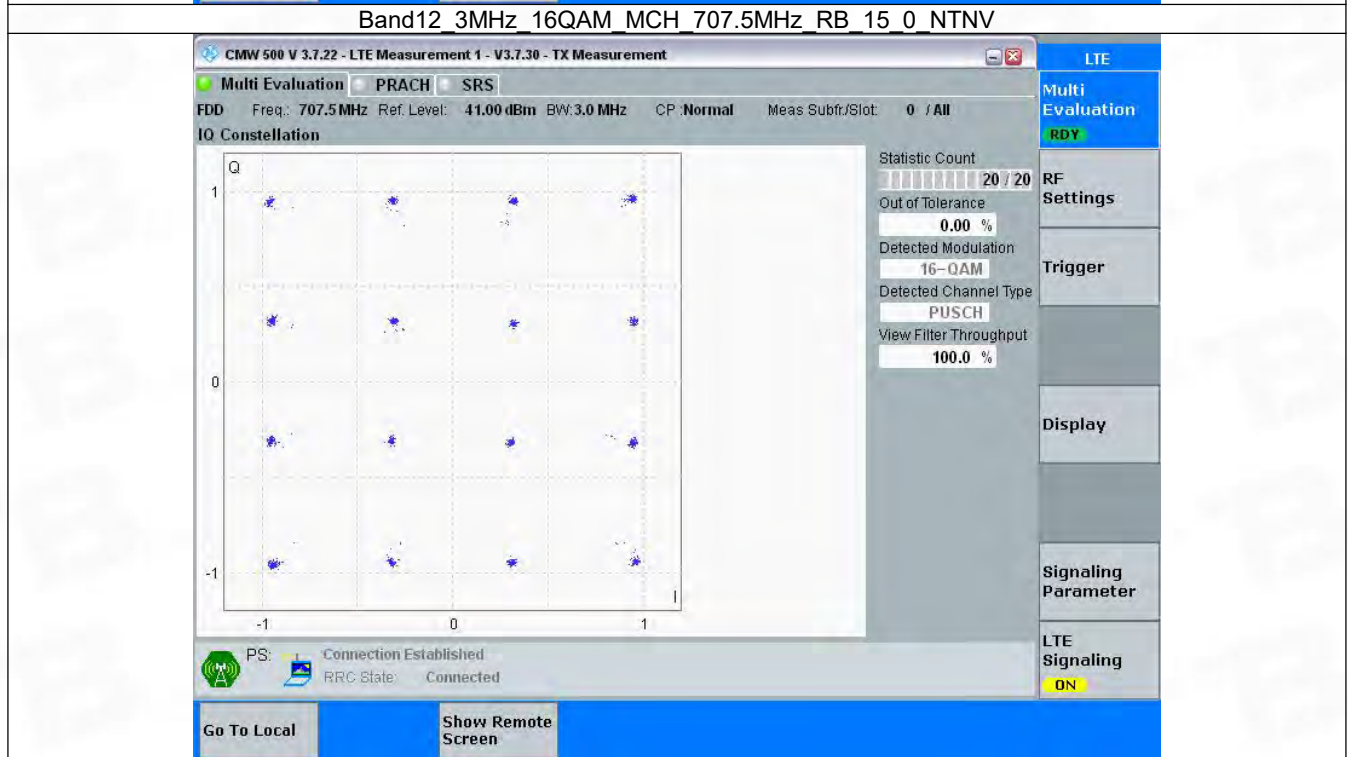 Band12_3MHz_16QAM_MCH_707.5MHz_RB_15_0_NTNV
CMW 500 V 3.7.22 - LTE Measurement 1 - V3.7.30 - TX Measurement
LTE
Multi Evaluation PRACH SRS
FDD Freq.: 707.5 MHz Ref. Level: 41.00 dBm BW: 3.0 MHz CP :Normal Meas Subfr./Slot: 0 / All
IQ Constellation
Q
1
0
-1
-1 0 1
I
Statistic Count
20 / 20
Out of Tolerance
0.00 %
Detected Modulation
16-QAM
Detected Channel Type
PUSCH
View Filter Throughput
100.0 %
Multi
Evaluation
RDY
RF
Settings
Trigger
Display
Signaling
Parameter
LTE
Signaling
ON
PS: Connection Established
RRC State: Connected
Go To Local
Show Remote
Screen